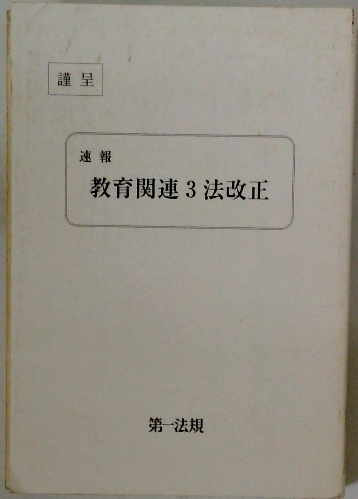 謹呈
速報
教育関連3法改正
第一法規